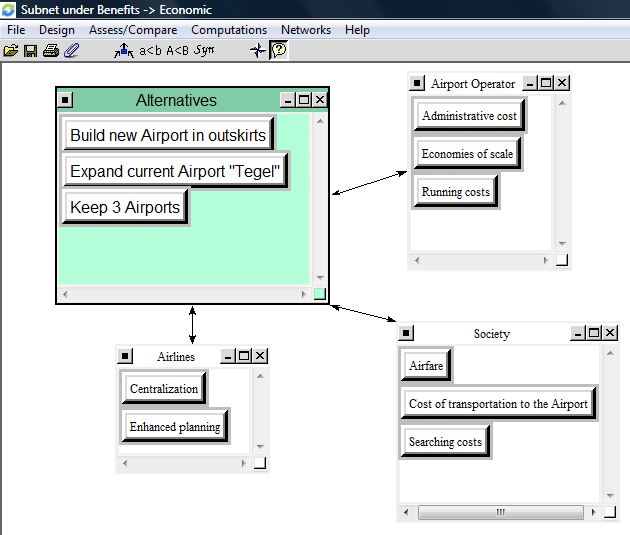 Subnet under Benefits -> Economic
File Design Assess/Compare Computations Networks Help
a<b A<B Syn
Alternatives
Build new Airport in outskirts
Expand current Airport "Tegel"
Keep 3 Airports
Airport Operator
Administrative cost
Economies of scale
Running costs
Airlines
Centralization
Enhanced planning
Society
Airfare
Cost of transportation to the Airport
Searching costs